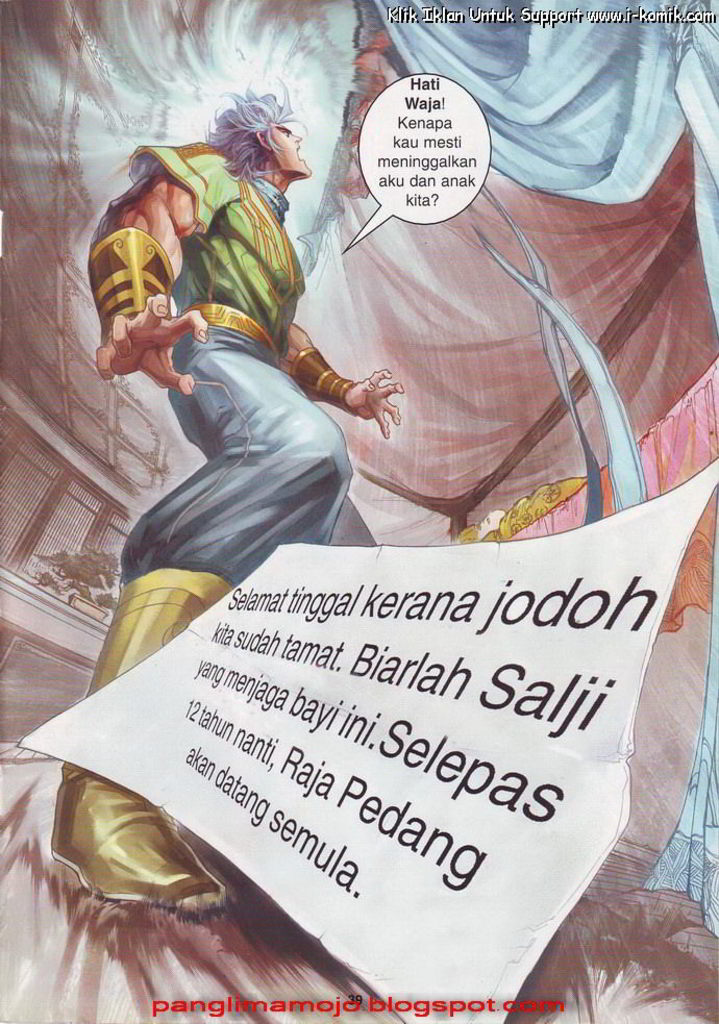 Klik Iklan Untuk Support www.i-komik.com
Hati
Waja!
Kenapa
kau mesti
meninggalkan
aku dan anak
kita?
Selamat tinggal kerana jodoh
kita sudah tamat. Biarlah Salji
yang menjaga bayi ini.Selepas
12 tahun nanti, Raja Pedang
akan datang semula.
39
panglimamojo.blogspot.com